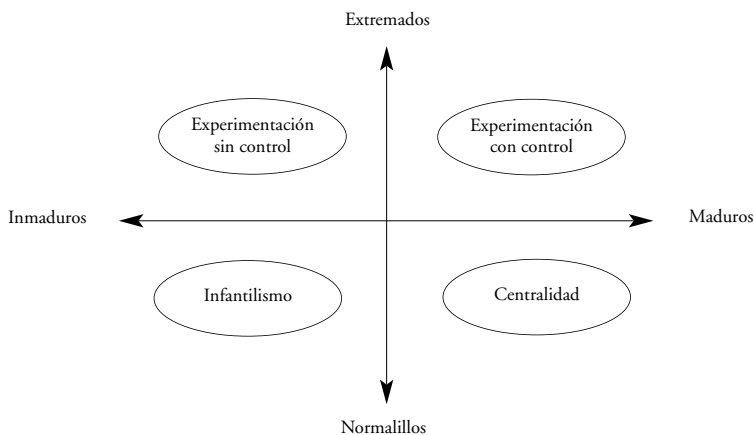 Extremados
Experimentación
sin control
Experimentación
con control
Inmaduros
Maduros
Infantilismo
Centralidad
Normalillos